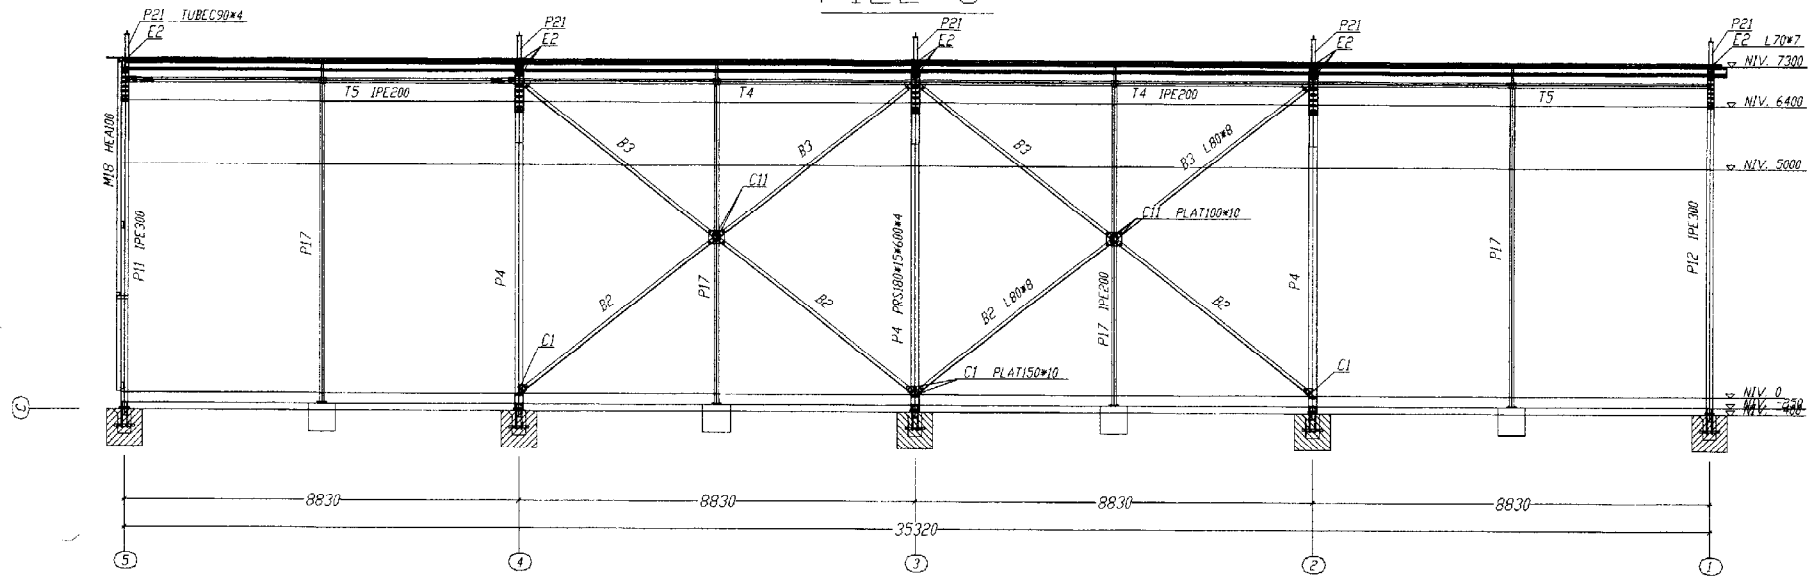 P21 TUBEC90*4
E2
P21
E2
P21
E2
P21
E2
P21
E2 L70*7
NIV. 7300
T5 IPE200
T4
T4 IPE200
T5
NIV. 6400
M18 HEA100
B3
B3
B3
B3 L80*8
NIV. 5000
C11
C11 PLAT100*10
P11 IPE300
P17
P4
P17
P4 PRS180*15*600*4
P17 IPE200
P4
P17
P12 IPE300
B2
B2
B2 L80*8
B2
C1
C1 PLAT150*10
C1
NIV. 0
C
8830
8830
8830
8830
35320
5
4
3
2
1